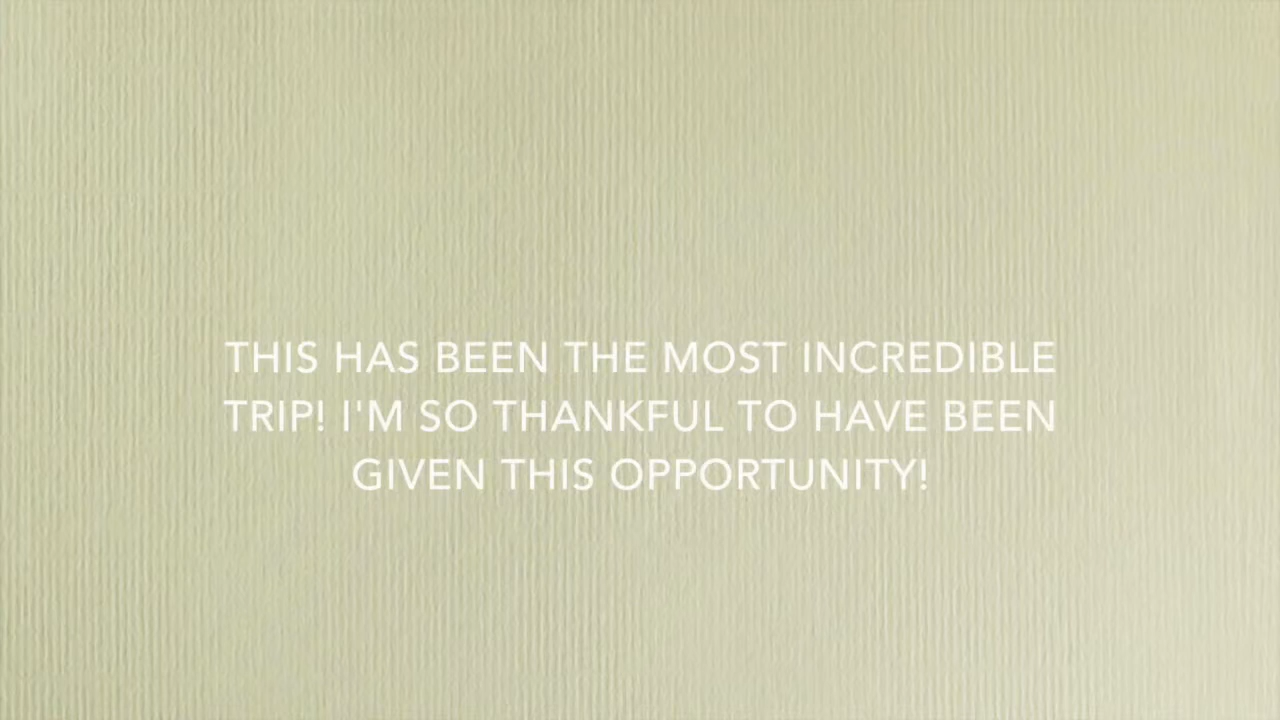 THIS HAS BEEN THE MOST INCREDIBLE
TRIP! I'M SO THANKFUL TO HAVE BEEN
GIVEN THIS OPPORTUNITY!